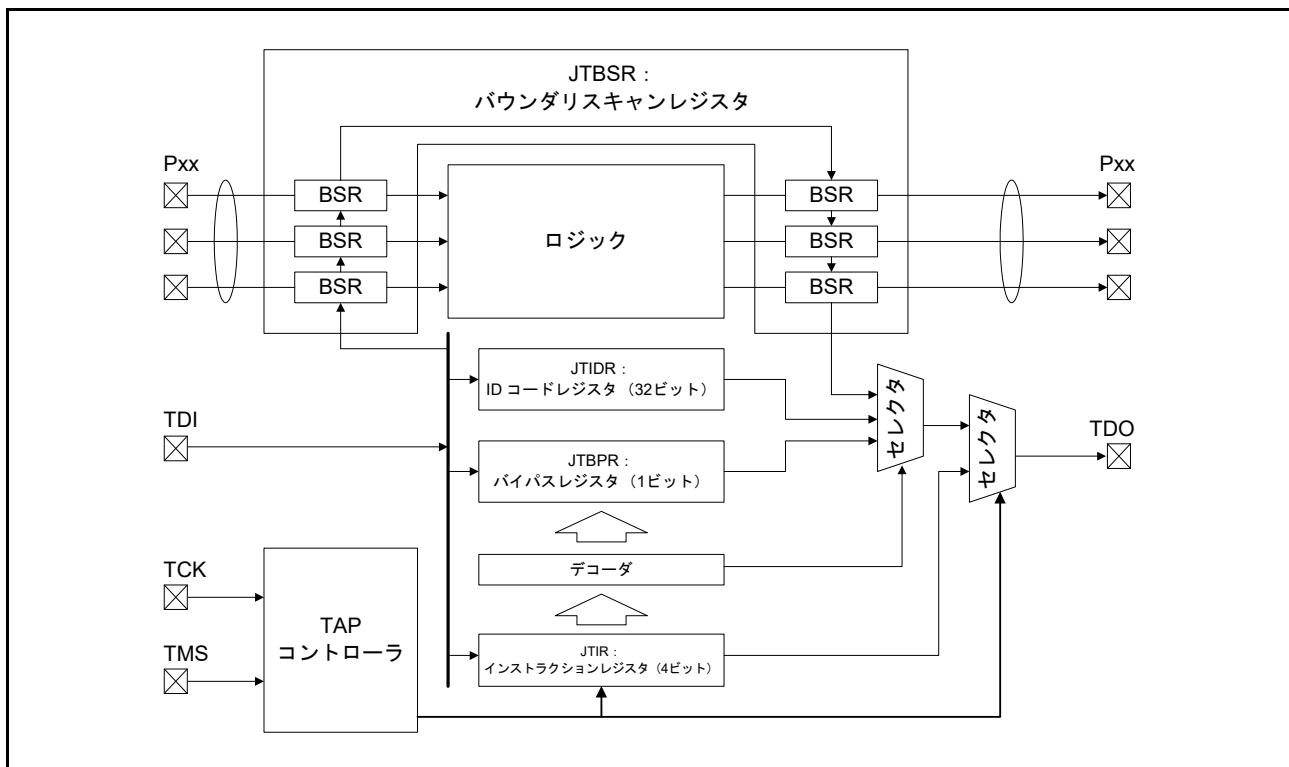 JTBSR：
バウンダリスキャンレジスタ
Pxx
Pxx
BSR
BSR
BSR
ロジック
BSR
BSR
BSR
JTIDR：
ID コードレジスタ（32ビット）
TDI
JTBPR：
バイパスレジスタ（1ビット）
セレクタ
セレクタ
TDO
デコーダ
TCK
TMS
TAP
コントローラ
JTIR：
インストラクションレジスタ（4ビット）